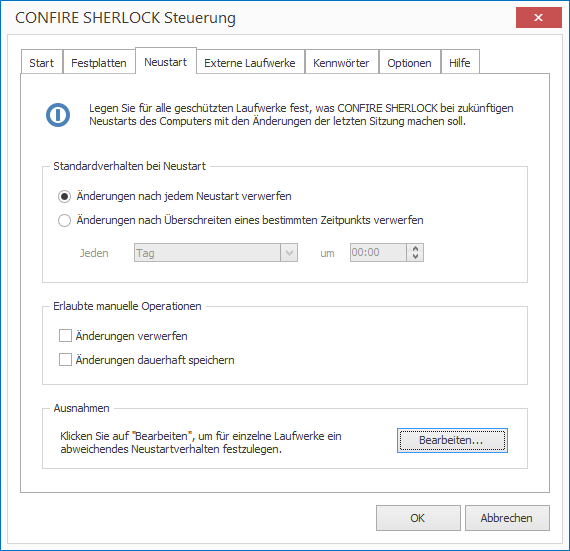 CONFIRE SHERLOCK Steuerung
Start Festplatten Neustart Externe Laufwerke Kennwörter Optionen Hilfe
Legen Sie für alle geschützten Laufwerke fest, was CONFIRE SHERLOCK bei zukünftigen
Neustarts des Computers mit den Änderungen der letzten Sitzung machen soll.
Standardverhalten bei Neustart
Änderungen nach jedem Neustart verwerfen
Änderungen nach Überschreiten eines bestimmten Zeitpunkts verwerfen
Jeden Tag um 00:00
Erlaubte manuelle Operationen
Änderungen verwerfen
Änderungen dauerhaft speichern
Ausnahmen
Klicken Sie auf "Bearbeiten", um für einzelne Laufwerke ein
abweichendes Neustartverhalten festzulegen.
Bearbeiten...
OK Abbrechen